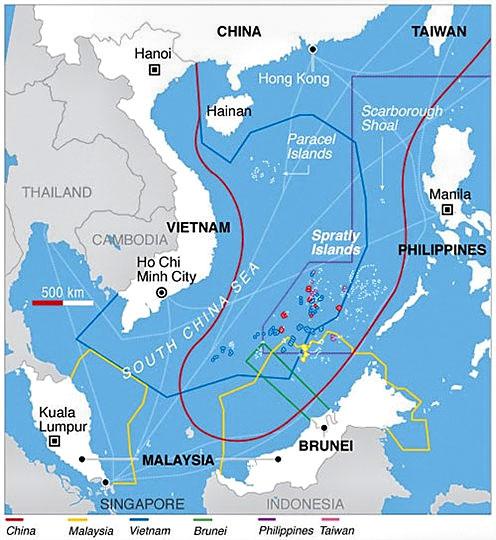 CHINA
TAIWAN
Hanoi
Hong Kong
Hainan
Scarborough
Shoal
Paracel
Islands
THAILAND
Manila
VIETNAM
CAMBODIA
Spratly
Islands
PHILIPPINES
Ho Chi
Minh City
500 km
SOUTH CHINA SEA
Kuala
Lumpur
BRUNEI
MALAYSIA
SINGAPORE
INDONESIA
China
Malaysia
Vietnam
Brunei
Philippines
Taiwan